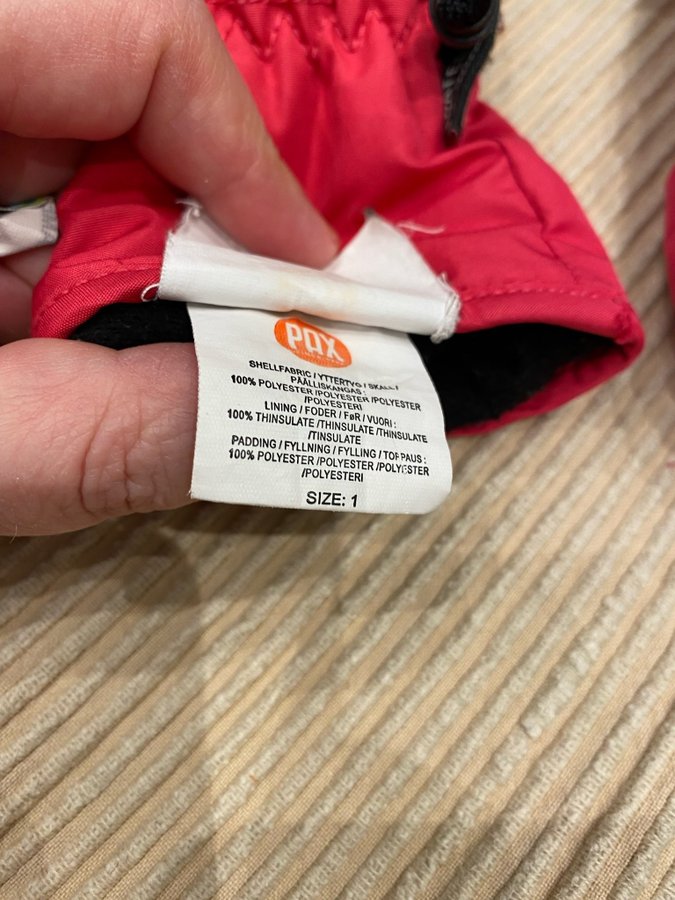 PAX
SHELLFABRIC / YTTERTYG / SKALL /
PÄÄLLISKANGAS :
100% POLYESTER /POLYESTER /POLYESTER
/POLYESTERI
LINING / FODER / FØR / VUORI :
100% THINSULATE /THINSULATE /THINSULATE
/TINSULATE
PADDING / FYLLNING / FYLLING / TOPPAUS :
100% POLYESTER /POLYESTER /POLYESTER
/POLYESTERI
SIZE: 1